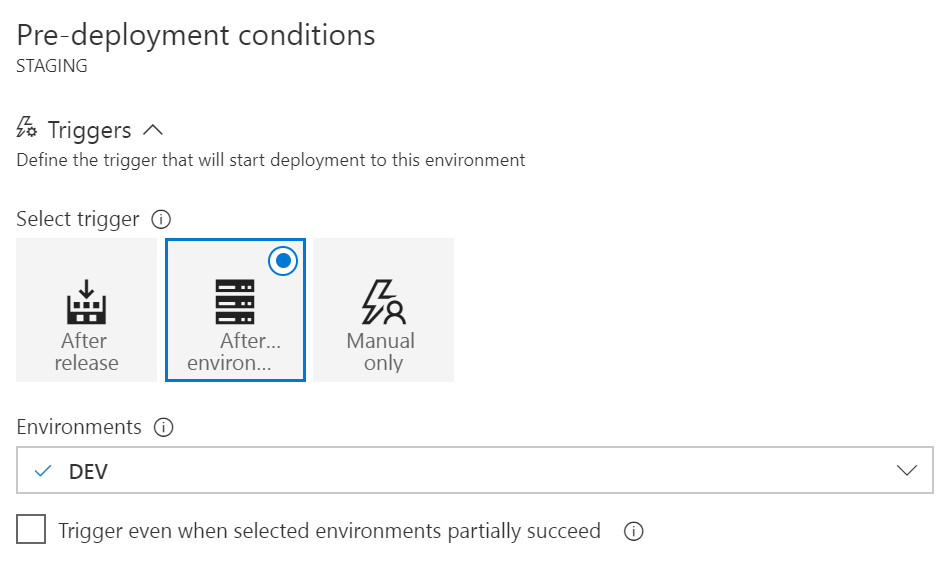 Pre-deployment conditions
STAGING
Triggers
Define the trigger that will start deployment to this environment
Select trigger
After
release
After...
environ...
Manual
only
Environments
DEV
Trigger even when selected environments partially succeed